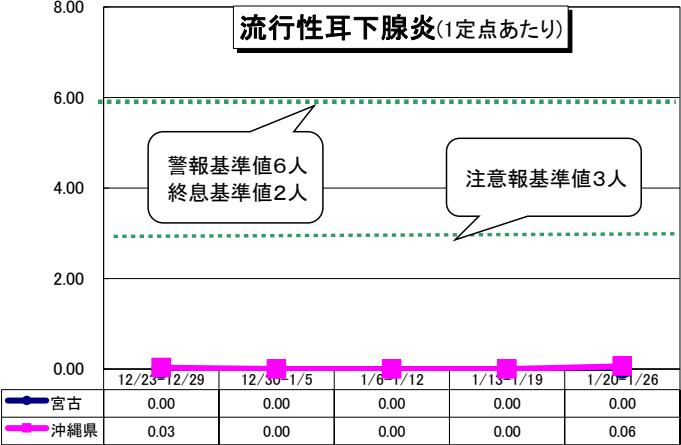 流行性耳下腺炎(1定点あたり)
8.00
6.00
警報基準値6人
終息基準値2人
注意報基準値3人
4.00
2.00
0.00
12/23-12/29 12/30-1/5 1/6-1/12 1/13-1/19 1/20-1/26
宮古 0.00 0.00 0.00 0.00 0.00
沖縄県 0.03 0.00 0.00 0.00 0.06